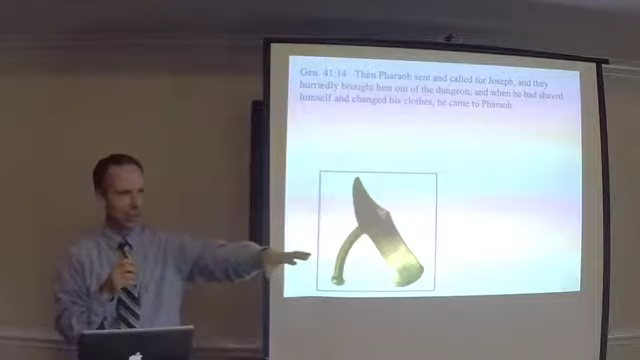 Gen. 41:14 Then Pharaoh sent and called for Joseph, and they
hurriedly brought him out of the dungeon, and when he had shaved
himself and changed his clothes, he came to Pharaoh